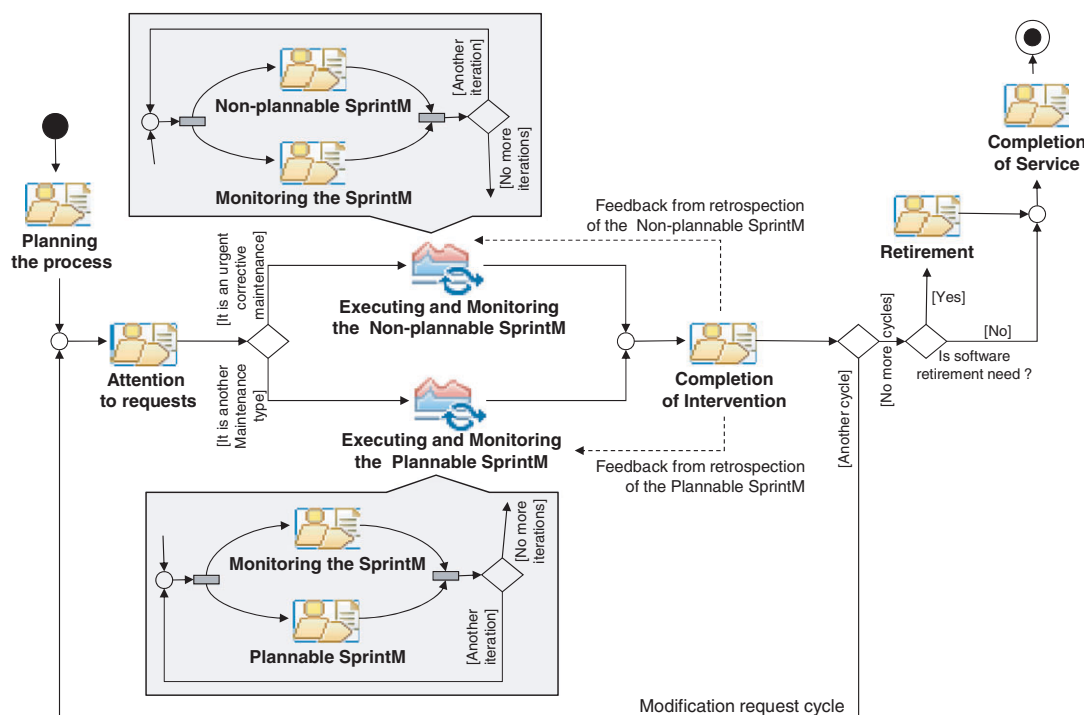 [Another
iteration]
Non-plannable SprintM
[No more
iterations]
Monitoring the SprintM
Planning
the process
[It is an urgent
corrective
maintenance]
Feedback from retrospection
of the  Non-plannable SprintM
Executing and Monitoring
the  Non-plannable SprintM
Attention
to requests
[It is another
Maintenance
type]
Executing and Monitoring
the  Plannable SprintM
Completion
of Intervention
Feedback from retrospection
of the Plannable SprintM
[Another cycle]
[No more cycles]
Completion
of Service
Retirement
[Yes]
[No]
Is software
retirement need ?
Monitoring the SprintM
[No more
iterations]
Plannable SprintM
[Another
iteration]
Modification request cycle